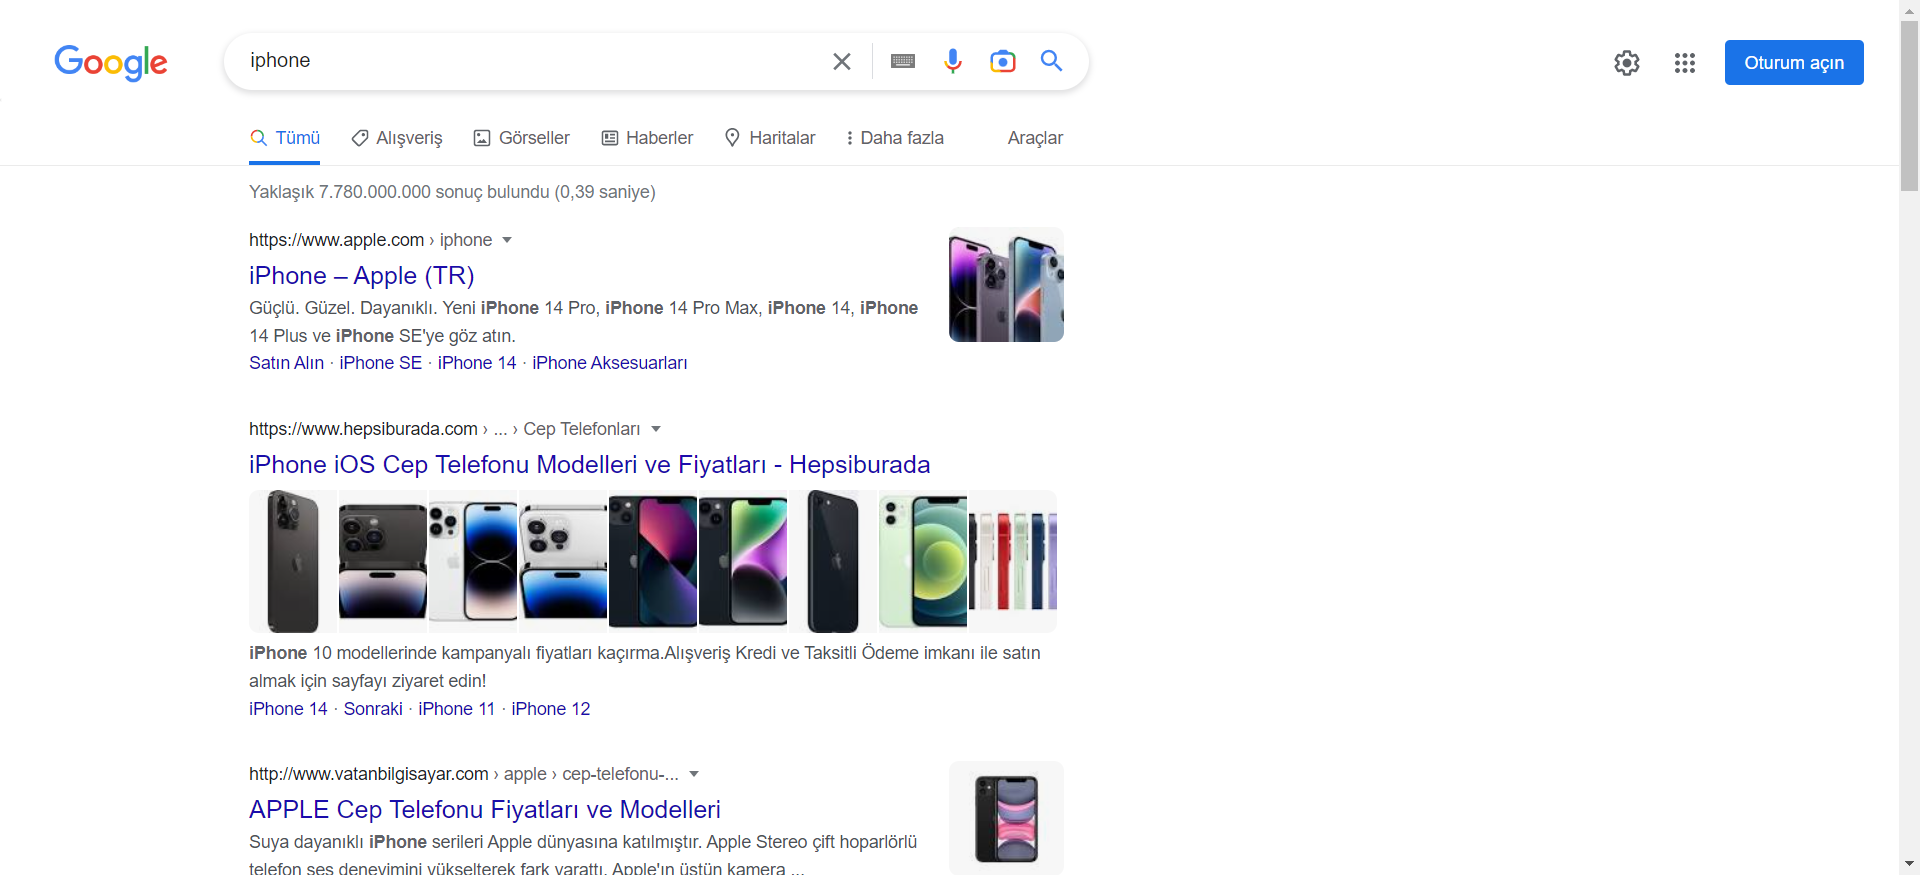 Google
iphone
Oturum açın
Tümü
Alışveriş
Görseller
Haberler
Haritalar
Daha fazla
Araçlar
Yaklaşık 7.780.000.000 sonuç bulundu (0,39 saniye)
https://www.apple.com › iphone
iPhone – Apple (TR)
Güçlü. Güzel. Dayanıklı. Yeni iPhone 14 Pro, iPhone 14 Pro Max, iPhone 14, iPhone
14 Plus ve iPhone SE'ye göz atın.
Satın Alın · iPhone SE · iPhone 14 · iPhone Aksesuarları
https://www.hepsiburada.com › ... › Cep Telefonları
iPhone iOS Cep Telefonu Modelleri ve Fiyatları - Hepsiburada
iPhone 10 modellerinde kampanyalı fiyatları kaçırma.Alışveriş Kredi ve Taksitli Ödeme imkanı ile satın
almak için sayfayı ziyaret edin!
iPhone 14 · Sonraki · iPhone 11 · iPhone 12
http://www.vatanbilgisayar.com › apple › cep-telefonu-...
APPLE Cep Telefonu Fiyatları ve Modelleri
Suya dayanıklı iPhone serileri Apple dünyasına katılmıştır. Apple Stereo çift hoparlörlü
telefon ses deneyimini yükselterek fark yarattı. Apple'ın üstün kamera ...